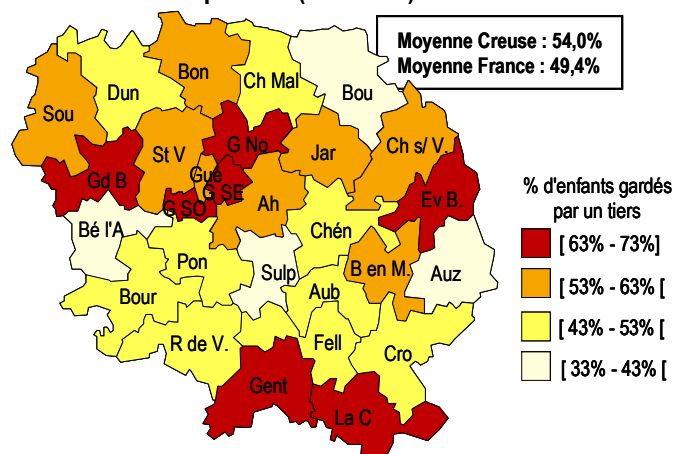 Moyenne Creuse : 54,0%
Moyenne France : 49,4%
Bon
Ch Mal
Dun
Bou
Sou
G No
Ch s/ V.
St V
Jar
Gué
Gd B
G SE
Ev B.
G SO
Ah
Bé l'A
Chén
Pon
Sulp
B en M.
Auz
Bour
Aub
R de V.
Fell
Cro
Gent
La C
% d'enfants gardés
par un tiers
[ 63% - 73%]
[ 53% - 63% [
[ 43% - 53% [
[ 33% - 43% [